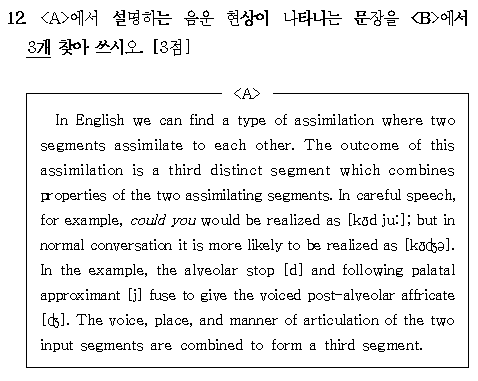 12. <A>에서 설명하는 음운 현상이 나타나는 문장을 <B>에서
3개 찾아 쓰시오. [3점]
<A>
In English we can find a type of assimilation where two
segments assimilate to each other. The outcome of this
assimilation is a third distinct segment which combines
properties of the two assimilating segments. In careful speech,
for example, could you would be realized as [kʊ̆d juː]; but in
normal conversation it is more likely to be realized as [kʊ̆ʤə].
In the example, the alveolar stop [d] and following palatal
approximant [j] fuse to give the voiced post-alveolar affricate
[ʤ]. The voice, place, and manner of articulation of the two
input segments are combined to form a third segment.